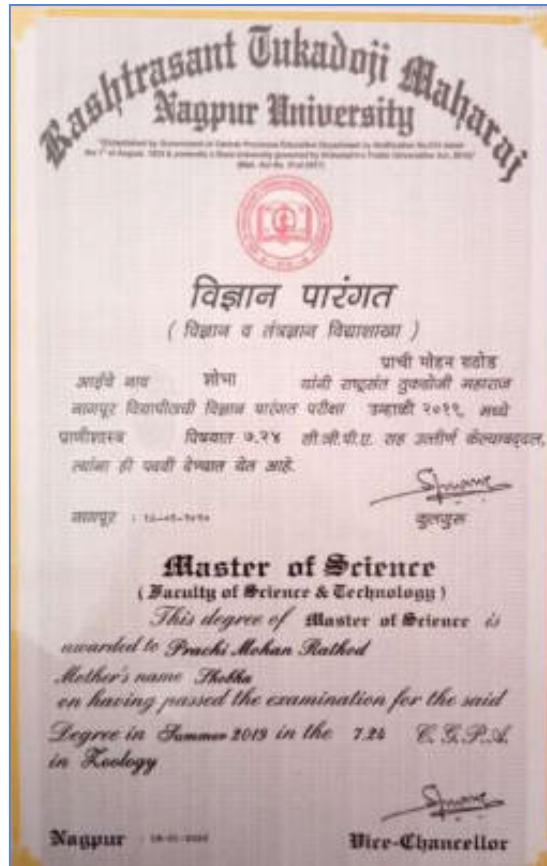 Rashtrasant Tukadoji Maharaj
Nagpur University
विज्ञान पारंगत
( विज्ञान व तंत्रज्ञान विद्याशाखा )
प्राची मोहन राठोड
आईचे नाव शोभा यांनी राष्ट्रसंत तुकडोजी महाराज
नागपूर विद्यापीठाची विज्ञान पारंगत परीक्षा उन्हाळी २०१९, मध्ये
प्राणीशास्त्र विषयात ७.२४ सी.जी.पी.ए. सह उत्तीर्ण केल्याबद्दल,
त्यांना ही पदवी देण्यात येत आहे.
नागपूर :
कुलगुरू
Master of Science
( Faculty of Science & Technology )
This degree of Master of Science is
awarded to Prachi Mohan Rathod
Mother's name Shobha
on having passed the examination for the said
Degree in Summer 2019 in the 7.24 C.G.P.A.
in Zoology
Nagpur :
Vice-Chancellor